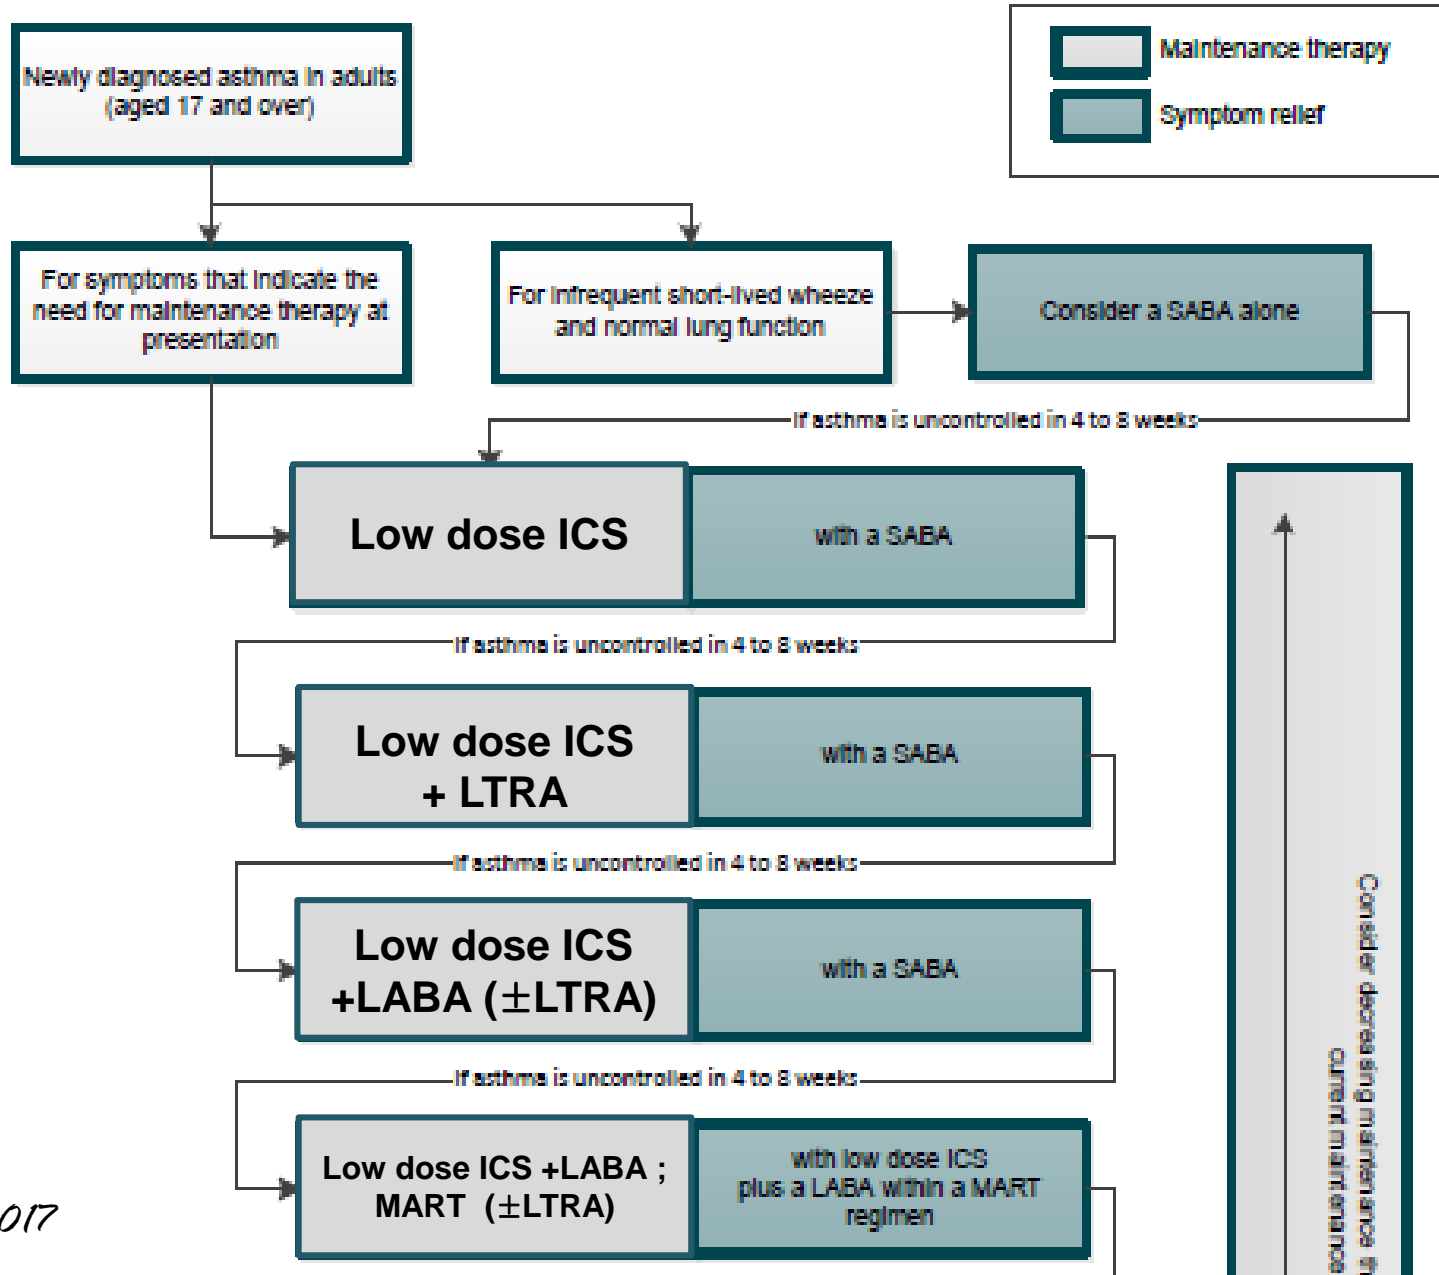 Maintenance therapy
Symptom relief
Newly diagnosed asthma in adults
(aged 17 and over)
For symptoms that indicate the
need for maintenance therapy at
presentation
For infrequent short-lived wheeze
and normal lung function
Consider a SABA alone
If asthma is uncontrolled in 4 to 8 weeks
Low dose ICS
with a SABA
If asthma is uncontrolled in 4 to 8 weeks
Low dose ICS
+ LTRA
with a SABA
If asthma is uncontrolled in 4 to 8 weeks
Low dose ICS
+LABA (±LTRA)
with a SABA
If asthma is uncontrolled in 4 to 8 weeks
Low dose ICS +LABA ;
MART (±LTRA)
with low dose ICS
plus a LABA within a MART
regimen
Consider decreasing maintenance
current maintenance
017